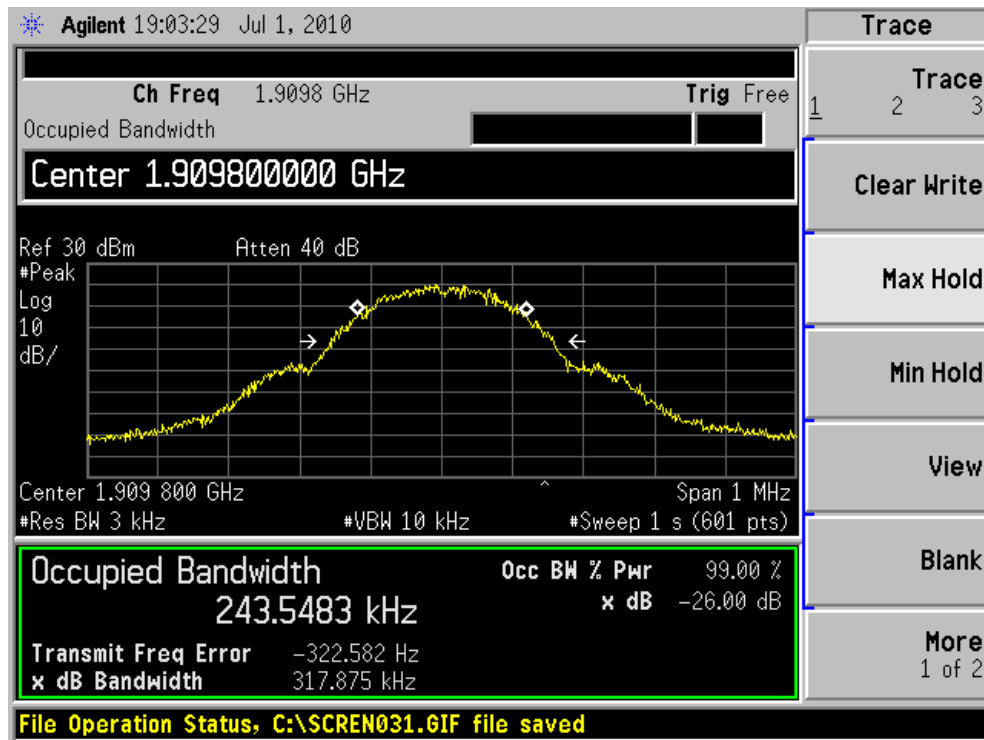 Agilent 19:03:29 Jul 1, 2010
Trace
Ch Freq 1.9098 GHz Trig Free
Occupied Bandwidth
Center 1.909800000 GHz
Ref 30 dBm Atten 40 dB
#Peak
Log
10
dB/
Center 1.909 800 GHz Span 1 MHz
#Res BW 3 kHz #VBW 10 kHz #Sweep 1 s (601 pts)
Occupied Bandwidth
243.5483 kHz
Occ BW % Pwr 99.00 %
x dB -26.00 dB
Transmit Freq Error -322.582 Hz
x dB Bandwidth 317.875 kHz
File Operation Status, C:\SCREN031.GIF file saved
Trace
1 2 3
Clear Write
Max Hold
Min Hold
View
Blank
More
1 of 2